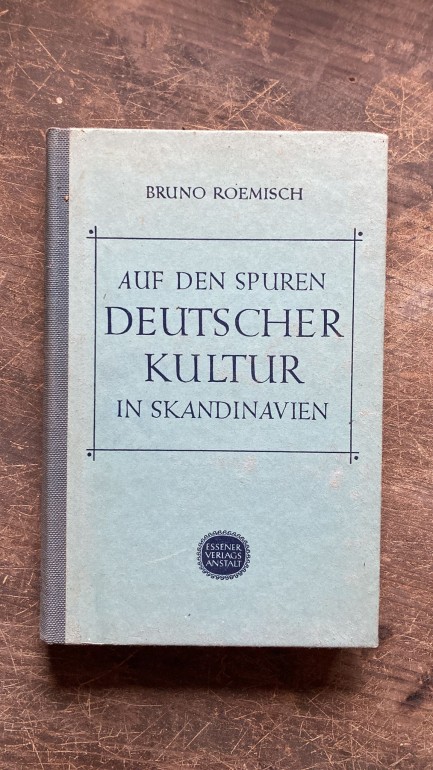 BRUNO ROEMISCH
AUF DEN SPUREN
DEUTSCHER
KULTUR
IN SKANDINAVIEN
ESSENER
VERLAGS
ANSTALT